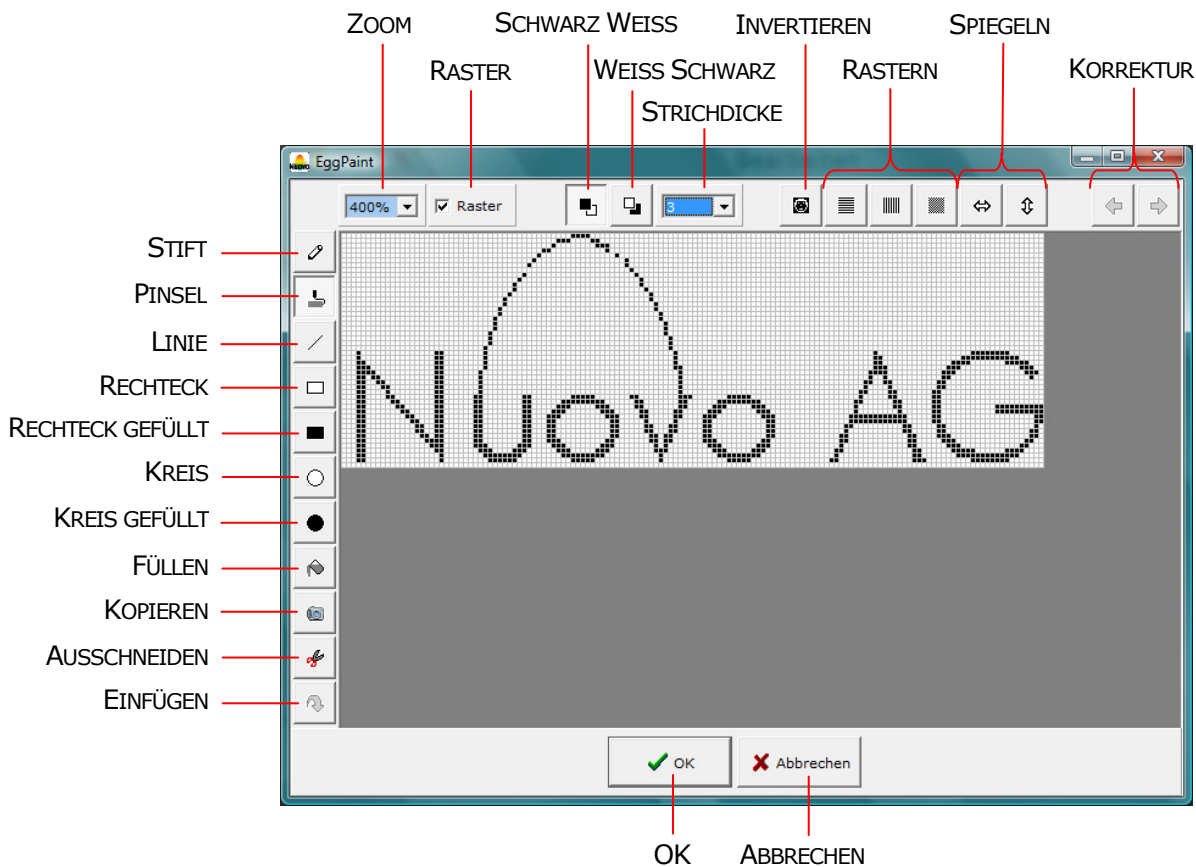 ZOOM SCHWARZ WEISS INVERTIEREN SPIEGELN
RASTER WEISS SCHWARZ RASTERN KORREKTUR
STRICHDICKE
EggPaint
400% Raster 3
STIFT
PINSEL
LINIE
RECHTECK
RECHTECK GEFÜLLT
KREIS
KREIS GEFÜLLT
FÜLLEN
KOPIEREN
AUSSCHNEIDEN
EINFÜGEN
Nuovo AG
OK Abbrechen
OK ABBRECHEN